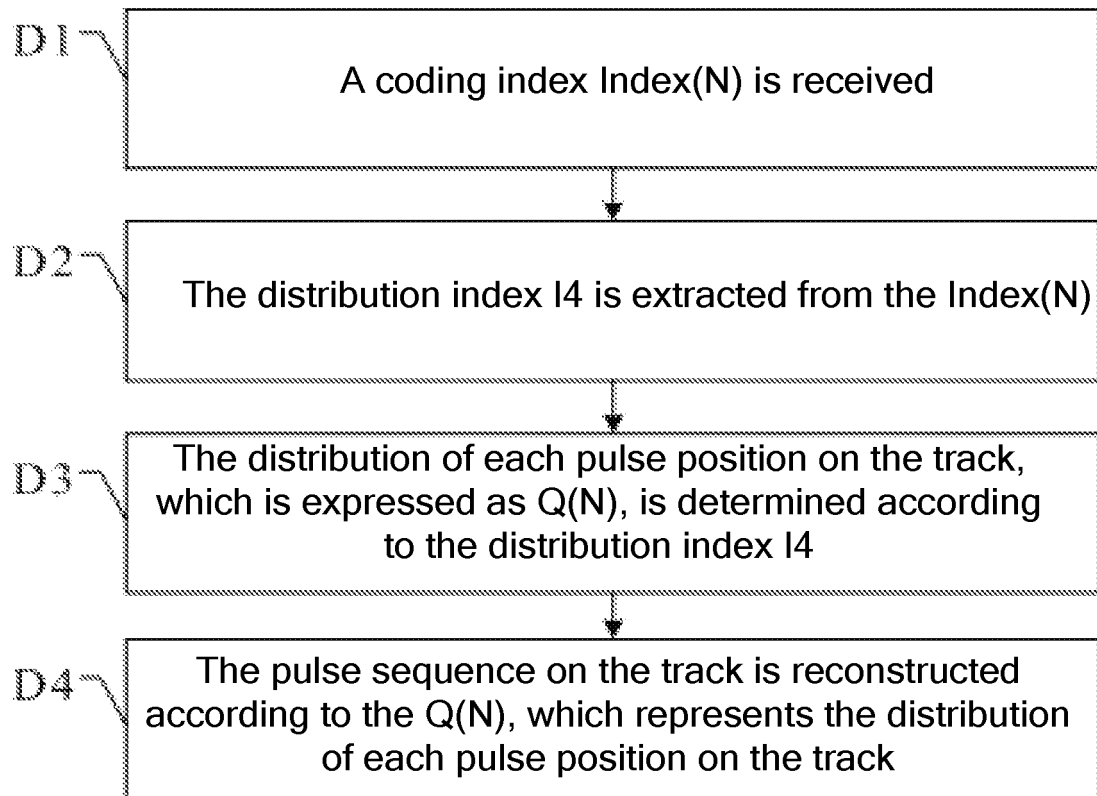 D1
A coding index Index(N) is received
D2
The distribution index I4 is extracted from the Index(N)
D3
The distribution of each pulse position on the track,
which is expressed as Q(N), is determined according
to the distribution index I4
D4
The pulse sequence on the track is reconstructed
according to the Q(N), which represents the distribution
of each pulse position on the track